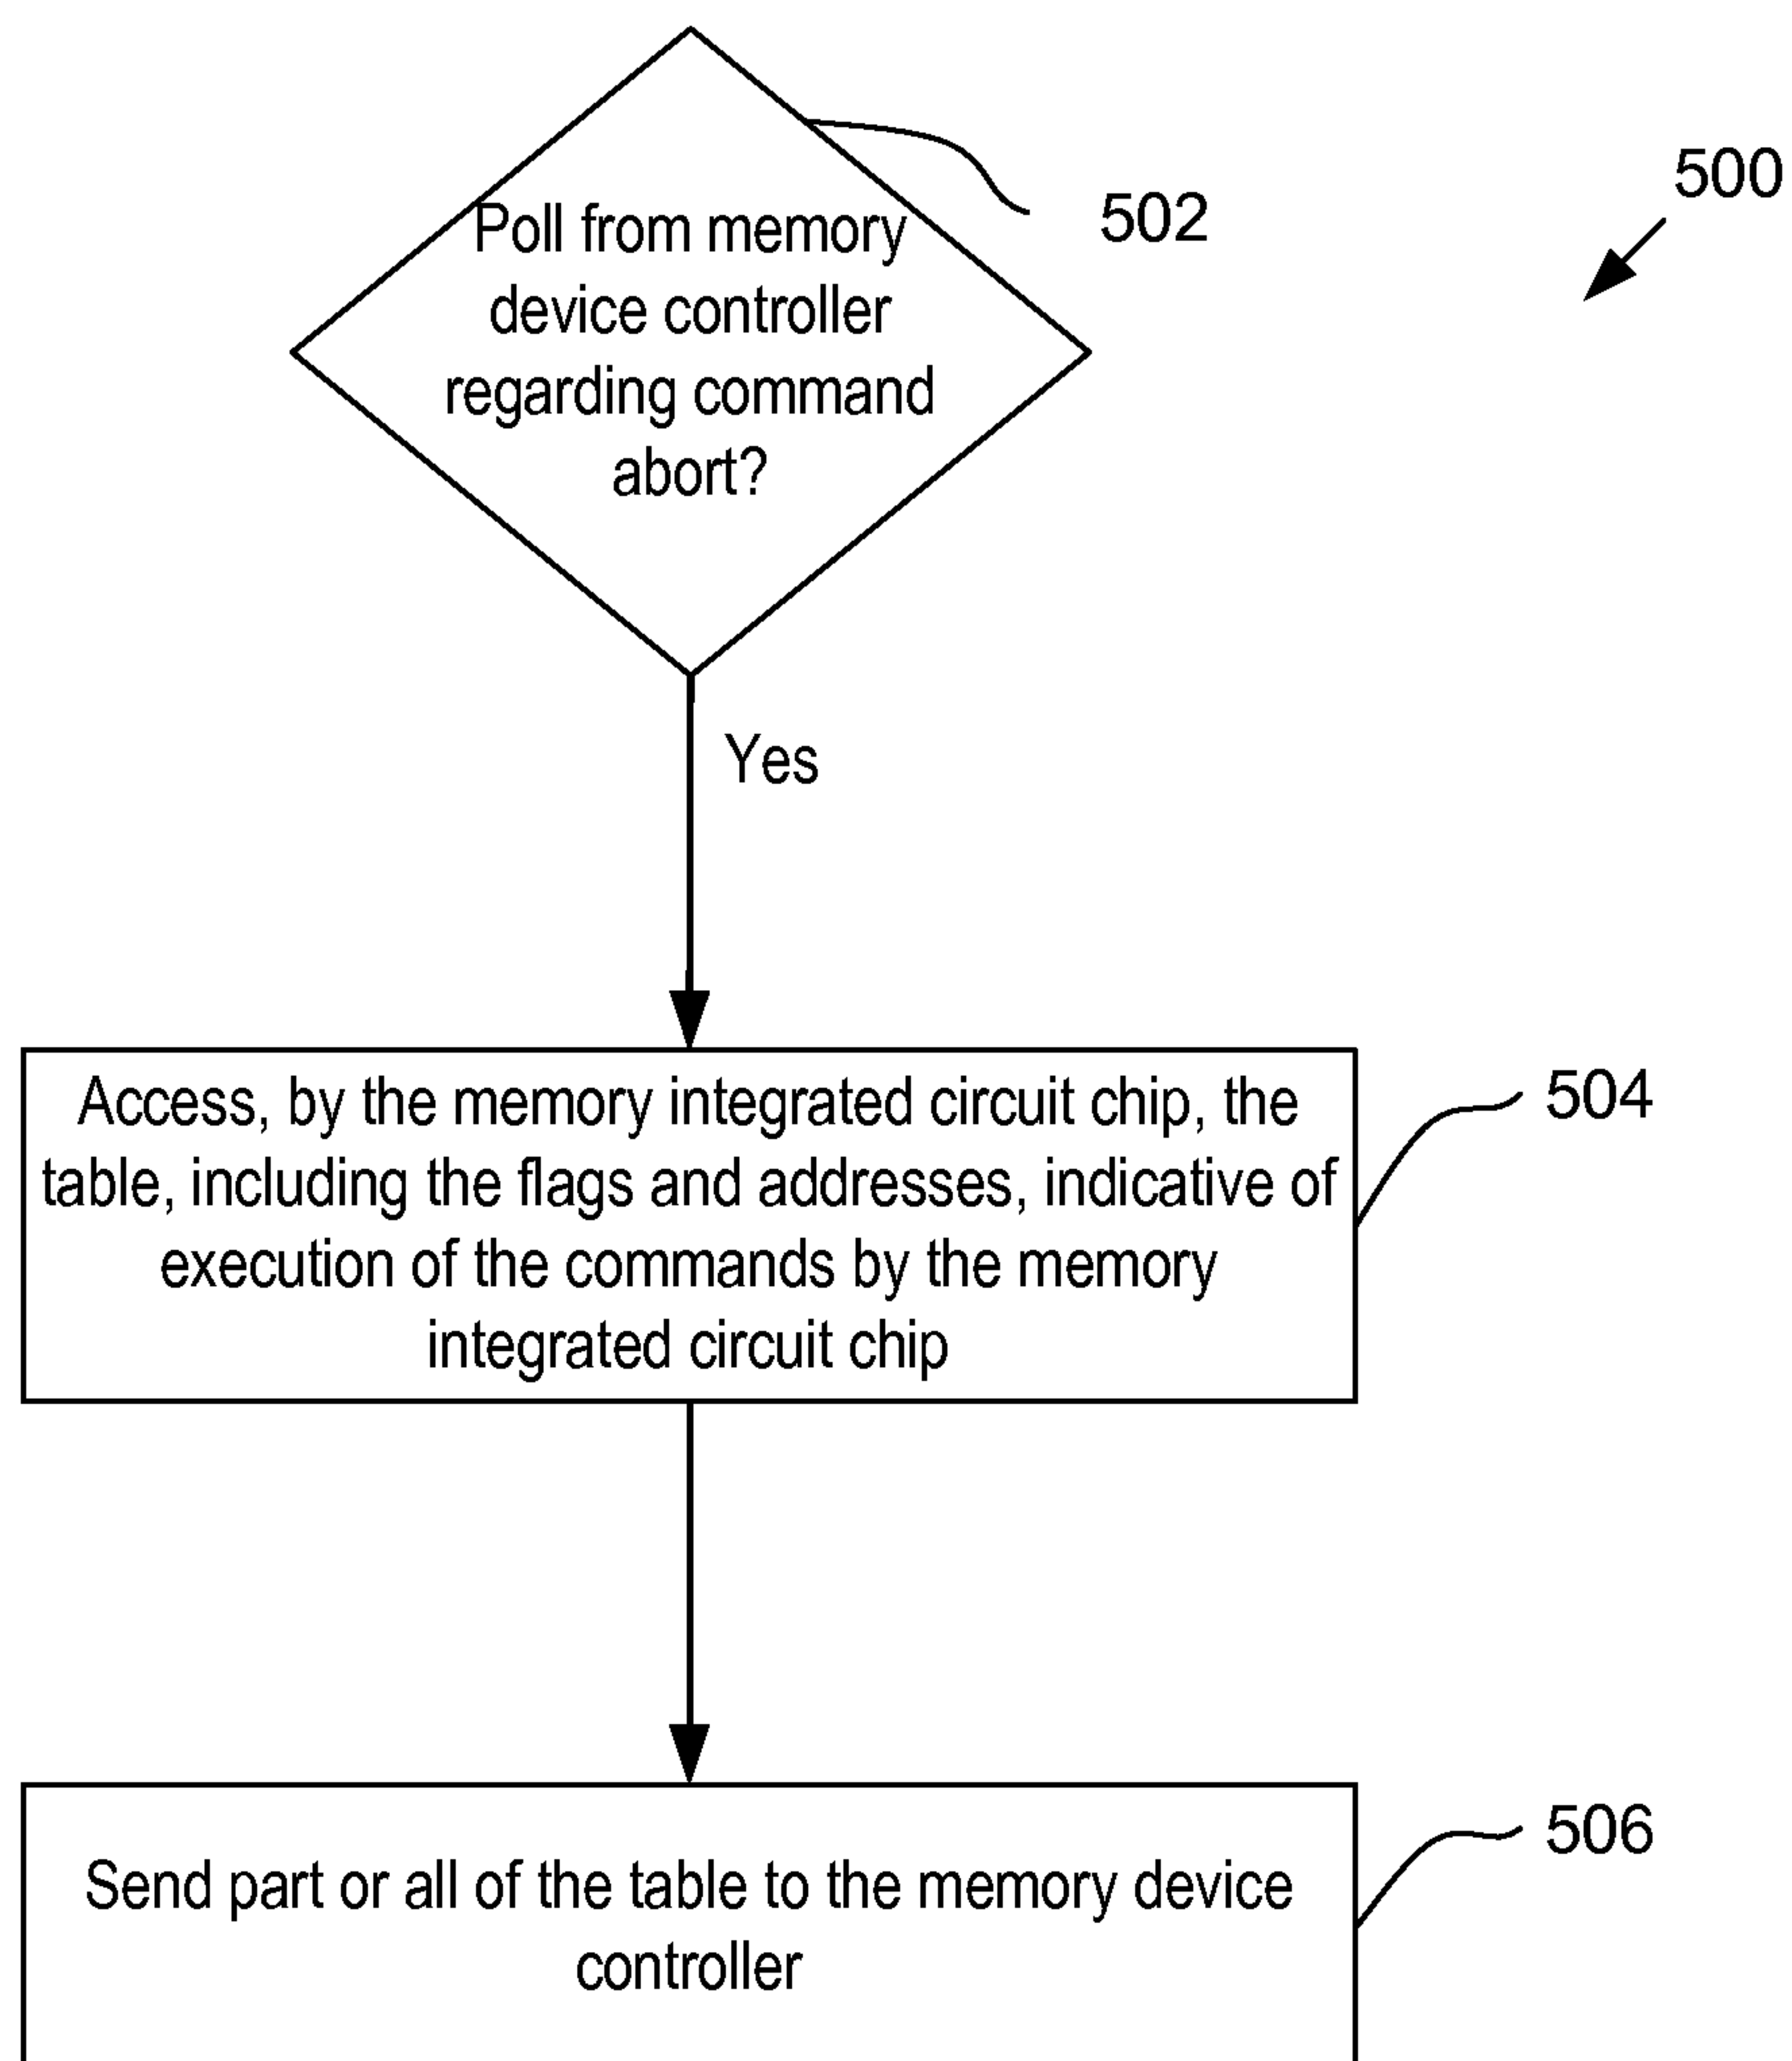 500
502
Poll from memory
device controller
regarding command
abort?
Yes
504
Access, by the memory integrated circuit chip, the
table, including the flags and addresses, indicative of
execution of the commands by the memory
integrated circuit chip
506
Send part or all of the table to the memory device
controller